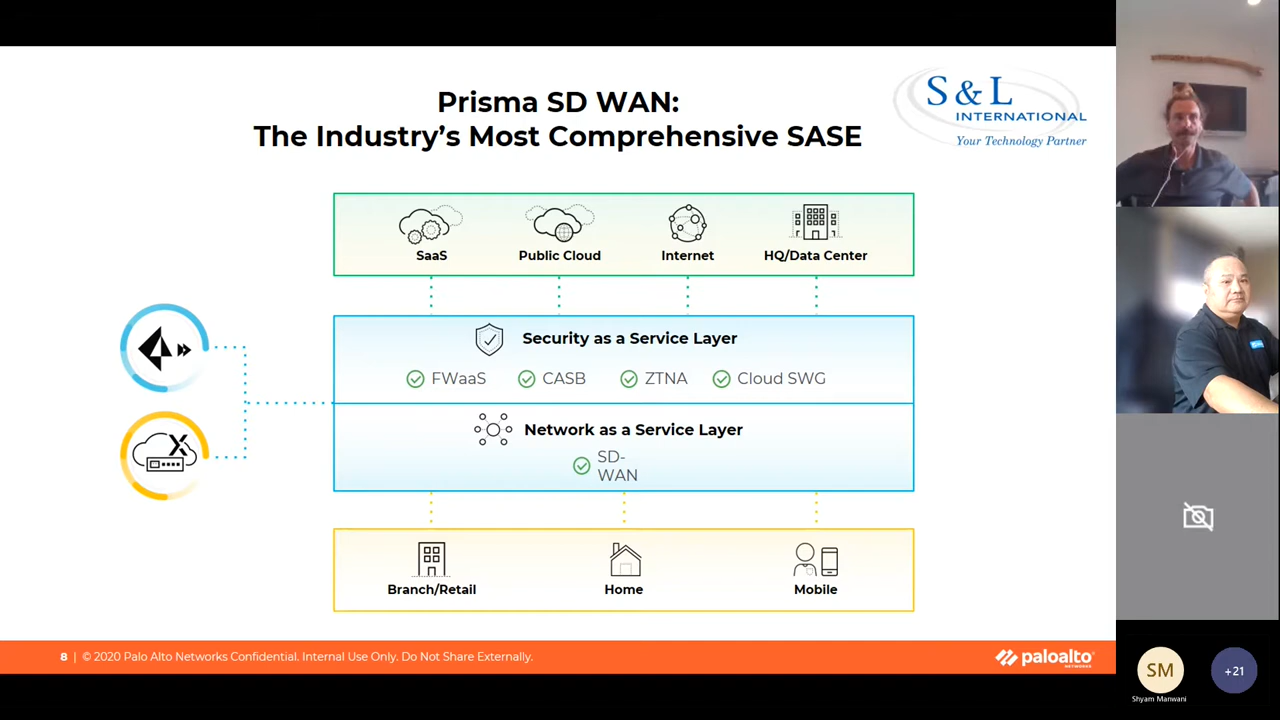 Prisma SD WAN:
The Industry's Most Comprehensive SASE
S & L
INTERNATIONAL
Your Technology Partner
SaaS
Public Cloud
Internet
HQ/Data Center
Security as a Service Layer
FWaaS
CASB
ZTNA
Cloud SWG
Network as a Service Layer
SD-
WAN
Branch/Retail
Home
Mobile
8 | © 2020 Palo Alto Networks Confidential. Internal Use Only. Do Not Share Externally.
paloalto
NETWORKS
SM
+21
Shyam Manwani